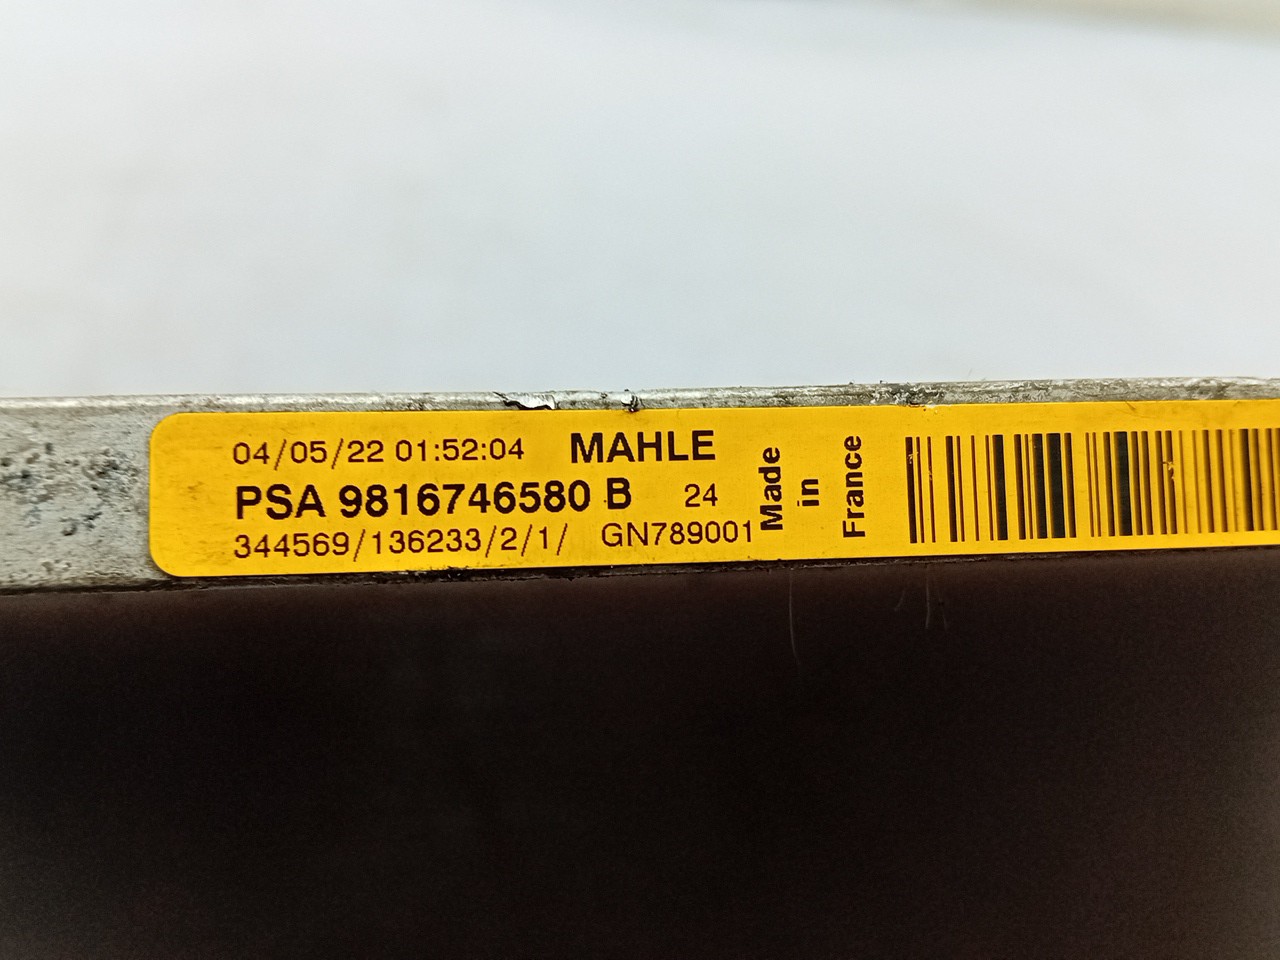 04/05/22 01:52:04 MAHLE
PSA 9816746580 B 24
344569/136233/2/1/ GN789001
Made
in
France